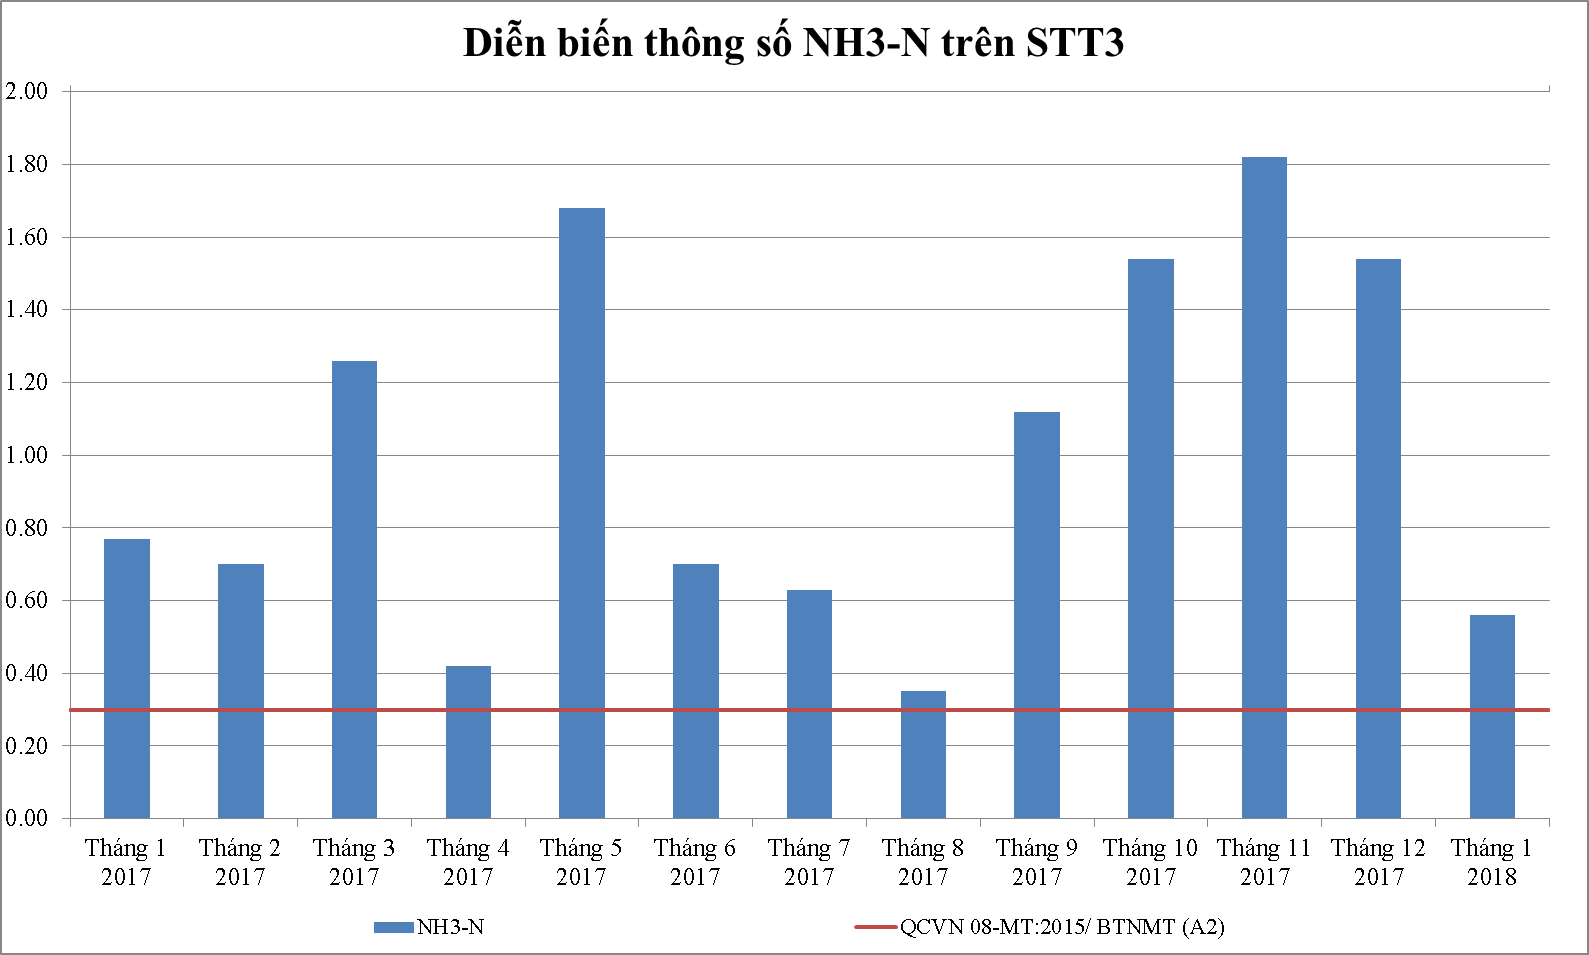 Diễn biến thông số NH3-N trên STT3
2.00
1.80
1.60
1.40
1.20
1.00
0.80
0.60
0.40
0.20
0.00
Tháng 1 2017
Tháng 2 2017
Tháng 3 2017
Tháng 4 2017
Tháng 5 2017
Tháng 6 2017
Tháng 7 2017
Tháng 8 2017
Tháng 9 2017
Tháng 10 2017
Tháng 11 2017
Tháng 12 2017
Tháng 1 2018
NH3-N
QCVN 08-MT:2015/ BTNMT (A2)